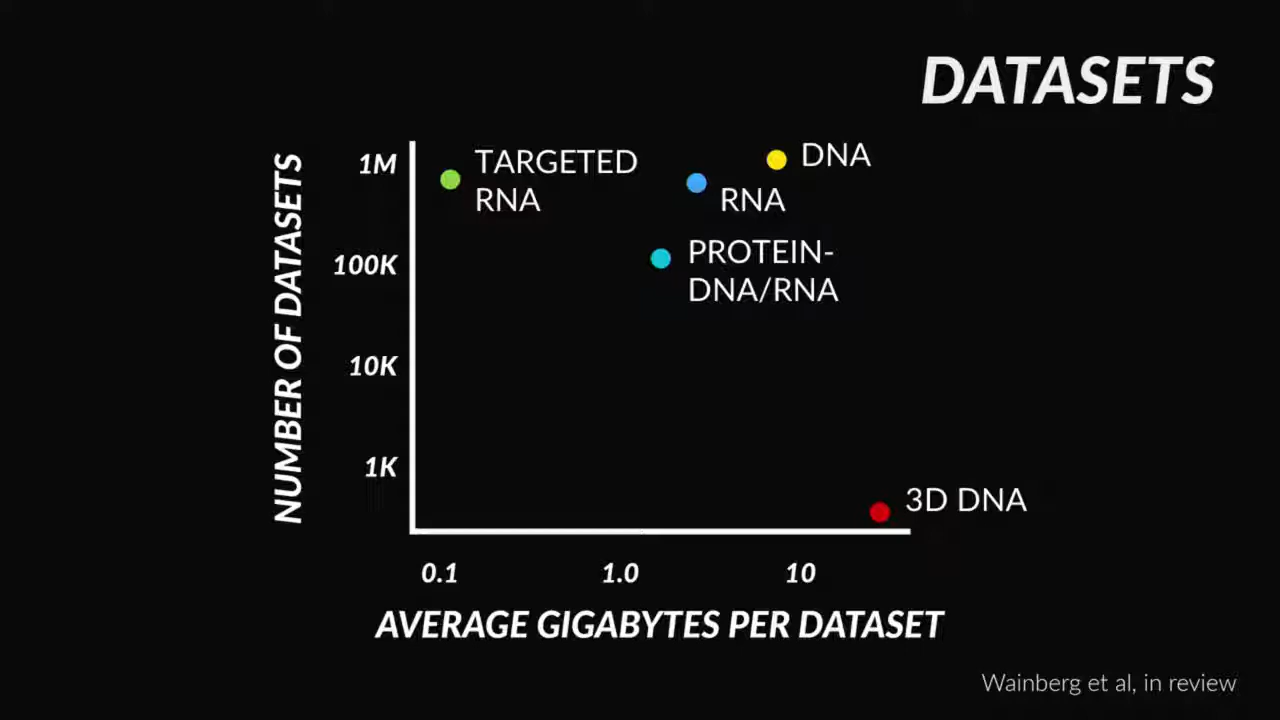 DATASETS
NUMBER OF DATASETS
1M
100K
10K
1K
TARGETED
RNA
DNA
RNA
PROTEIN-
DNA/RNA
3D DNA
0.1
1.0
10
AVERAGE GIGABYTES PER DATASET
Wainberg et al, in review